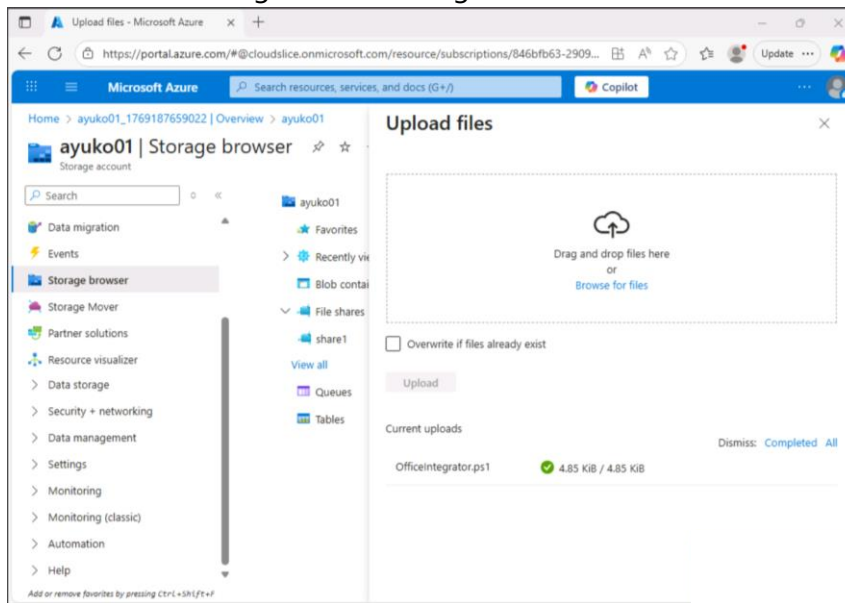 Upload files - Microsoft Azure
https://portal.azure.com/#@cloudslice.onmicrosoft.com/resource/subscriptions/846bfb63-2909...
Update
Microsoft Azure
Search resources, services, and docs (G+/)
Copilot
Home > ayuko01_1769187659022 | Overview > ayuko01
ayuko01 | Storage browser
Storage account
Search
Data migration
Events
Storage browser
Storage Mover
Partner solutions
Resource visualizer
Data storage
Security + networking
Data management
Settings
Monitoring
Monitoring (classic)
Automation
Help
Add or remove favorites by pressing Ctrl+Shift+F
ayuko01
Favorites
Recently vie
Blob contai
File shares
share1
View all
Queues
Tables
Upload files
Drag and drop files here
or
Browse for files
Overwrite if files already exist
Upload
Current uploads
Dismiss: Completed All
OfficeIntegrator.ps1 4.85 KiB / 4.85 KiB